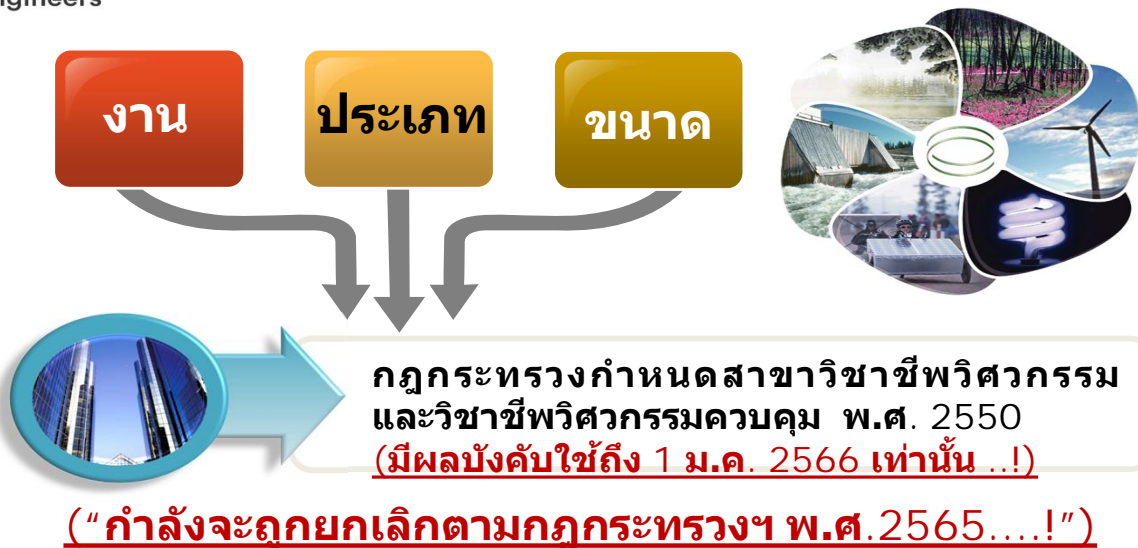 ngineers
งาน
ประเภท
ขนาด
กฎกระทรวงกำหนดสาขาวิชาชีพวิศวกรรม
และวิชาชีพวิศวกรรมควบคุม พ.ศ. 2550
(มีผลบังคับใช้ถึง 1 ม.ค. 2566 เท่านั้น ..!)
("กำลังจะถูกยกเลิกตามกฎกระทรวงฯ พ.ศ.2565....!")